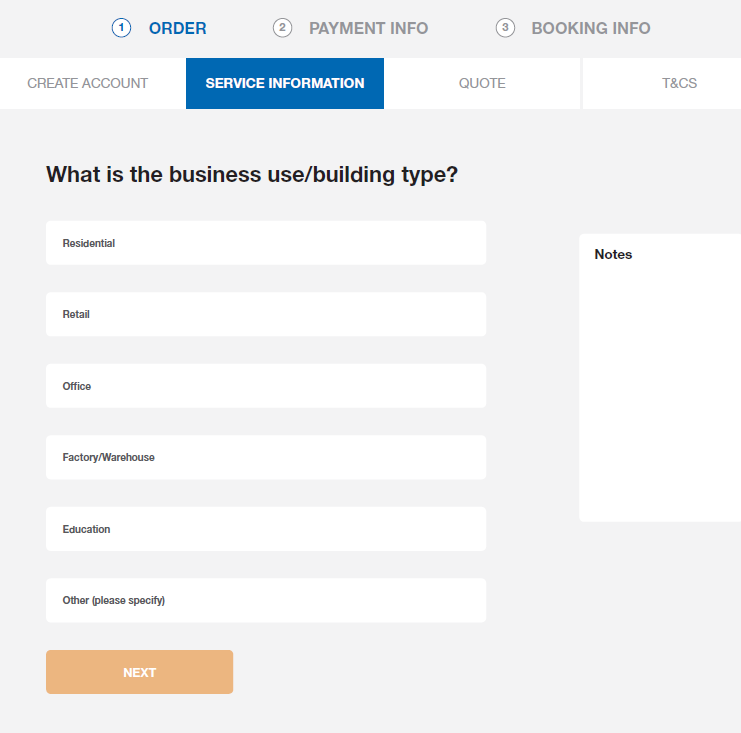 1 ORDER 2 PAYMENT INFO 3 BOOKING INFO
CREATE ACCOUNT SERVICE INFORMATION QUOTE T&CS
What is the business use/building type?
Residential
Notes
Retail
Office
Factory/Warehouse
Education
Other (please specify)
NEXT